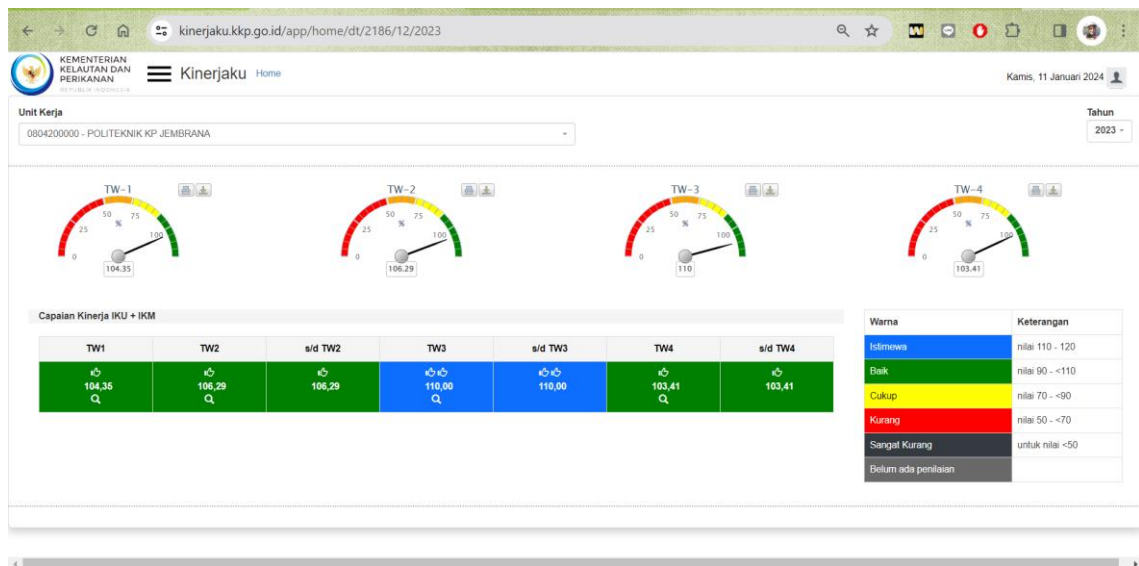 kinerjaku.kkp.go.id/app/home/dt/2186/12/2023
KEMENTERIAN
KELAUTAN DAN
PERIKANAN
REPUBLIK INDONESIA
Kinerjaku Home
Kamis, 11 Januari 2024
Unit Kerja
Tahun
0804200000 - POLITEKNIK KP JEMBRANA
2023
TW-1
0 25 50 75 100
%
104.35
TW-2
0 25 50 75 100
%
106.29
TW-3
0 25 50 75 100
%
110
TW-4
0 25 50 75 100
%
103.41
Capaian Kinerja IKU + IKM
TW1 TW2 s/d TW2 TW3 s/d TW3 TW4 s/d TW4
104,35 106,29 106,29 110,00 110,00 103,41 103,41
Warna Keterangan
Istimewa nilai 110 - 120
Baik nilai 90 - <110
Cukup nilai 70 - <90
Kurang nilai 50 - <70
Sangat Kurang untuk nilai <50
Belum ada penilaian